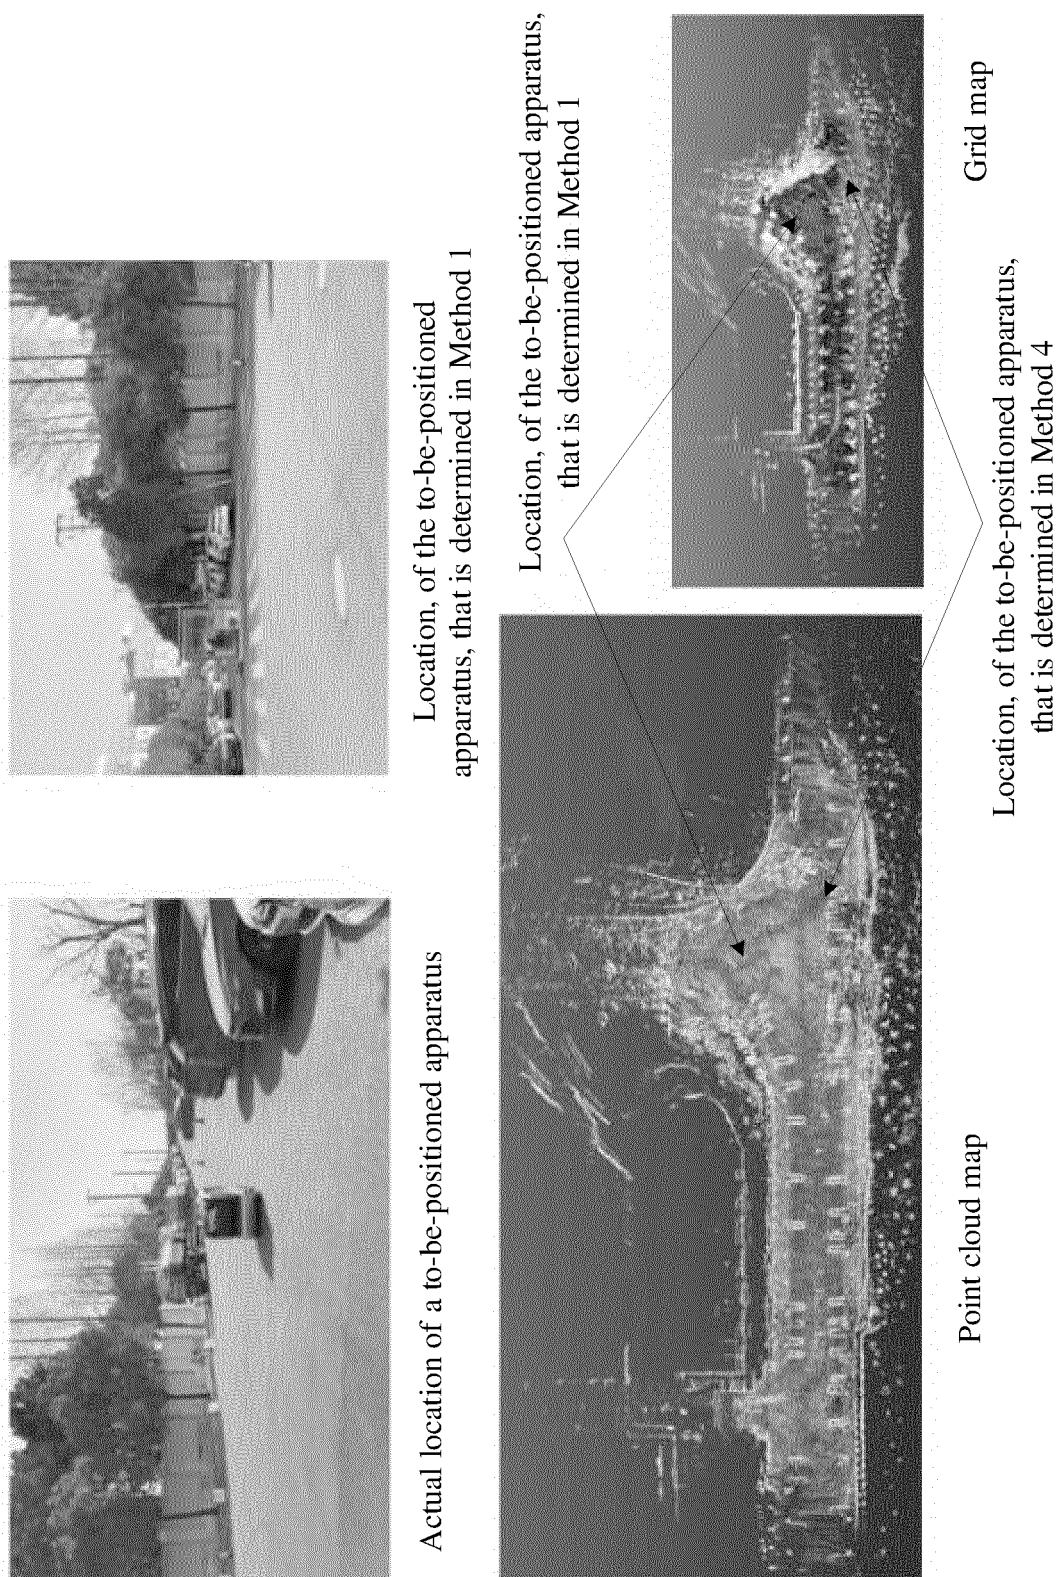 Actual location of a to-be-positioned apparatus
Location, of the to-be-positioned
apparatus, that is determined in Method 1
Location, of the to-be-positioned apparatus,
that is determined in Method 1
Point cloud map
Grid map
Location, of the to-be-positioned apparatus,
that is determined in Method 4